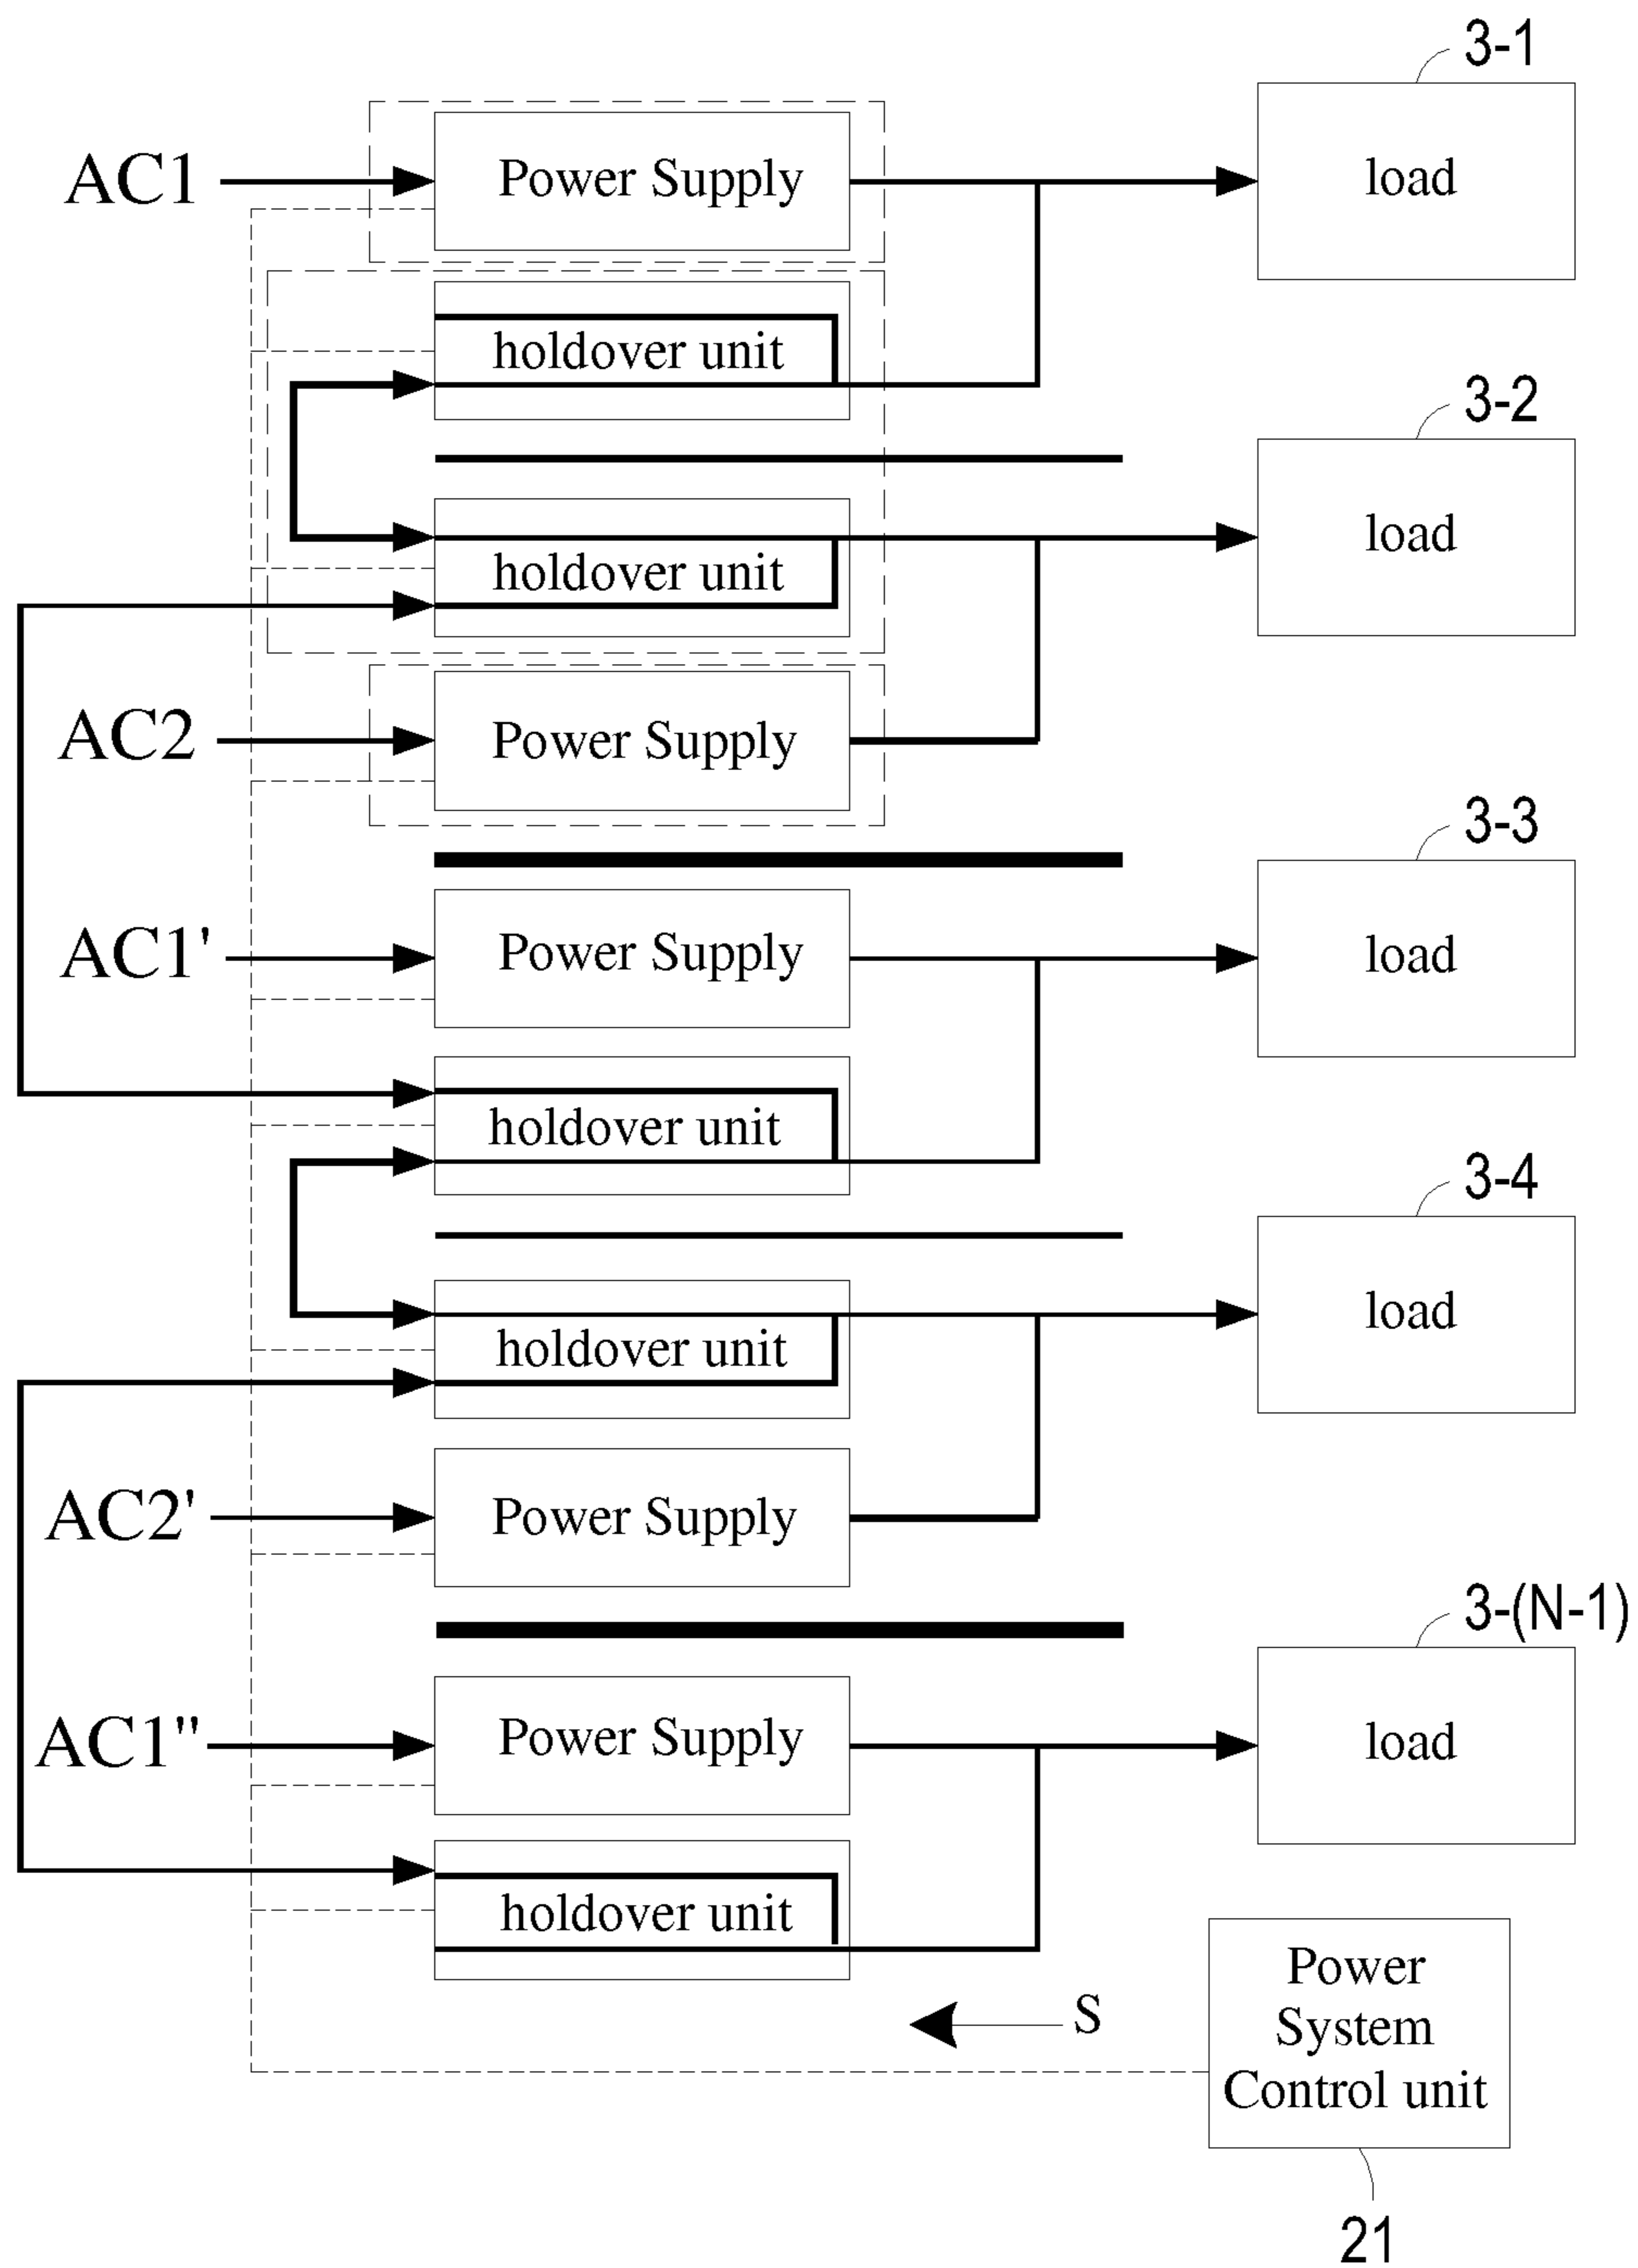 3-1
AC1
Power Supply
load
holdover unit
3-2
load
holdover unit
AC2
Power Supply
3-3
AC1'
Power Supply
load
holdover unit
3-4
load
holdover unit
AC2'
Power Supply
3-(N-1)
AC1"
Power Supply
load
holdover unit
S
Power
System
Control unit
21